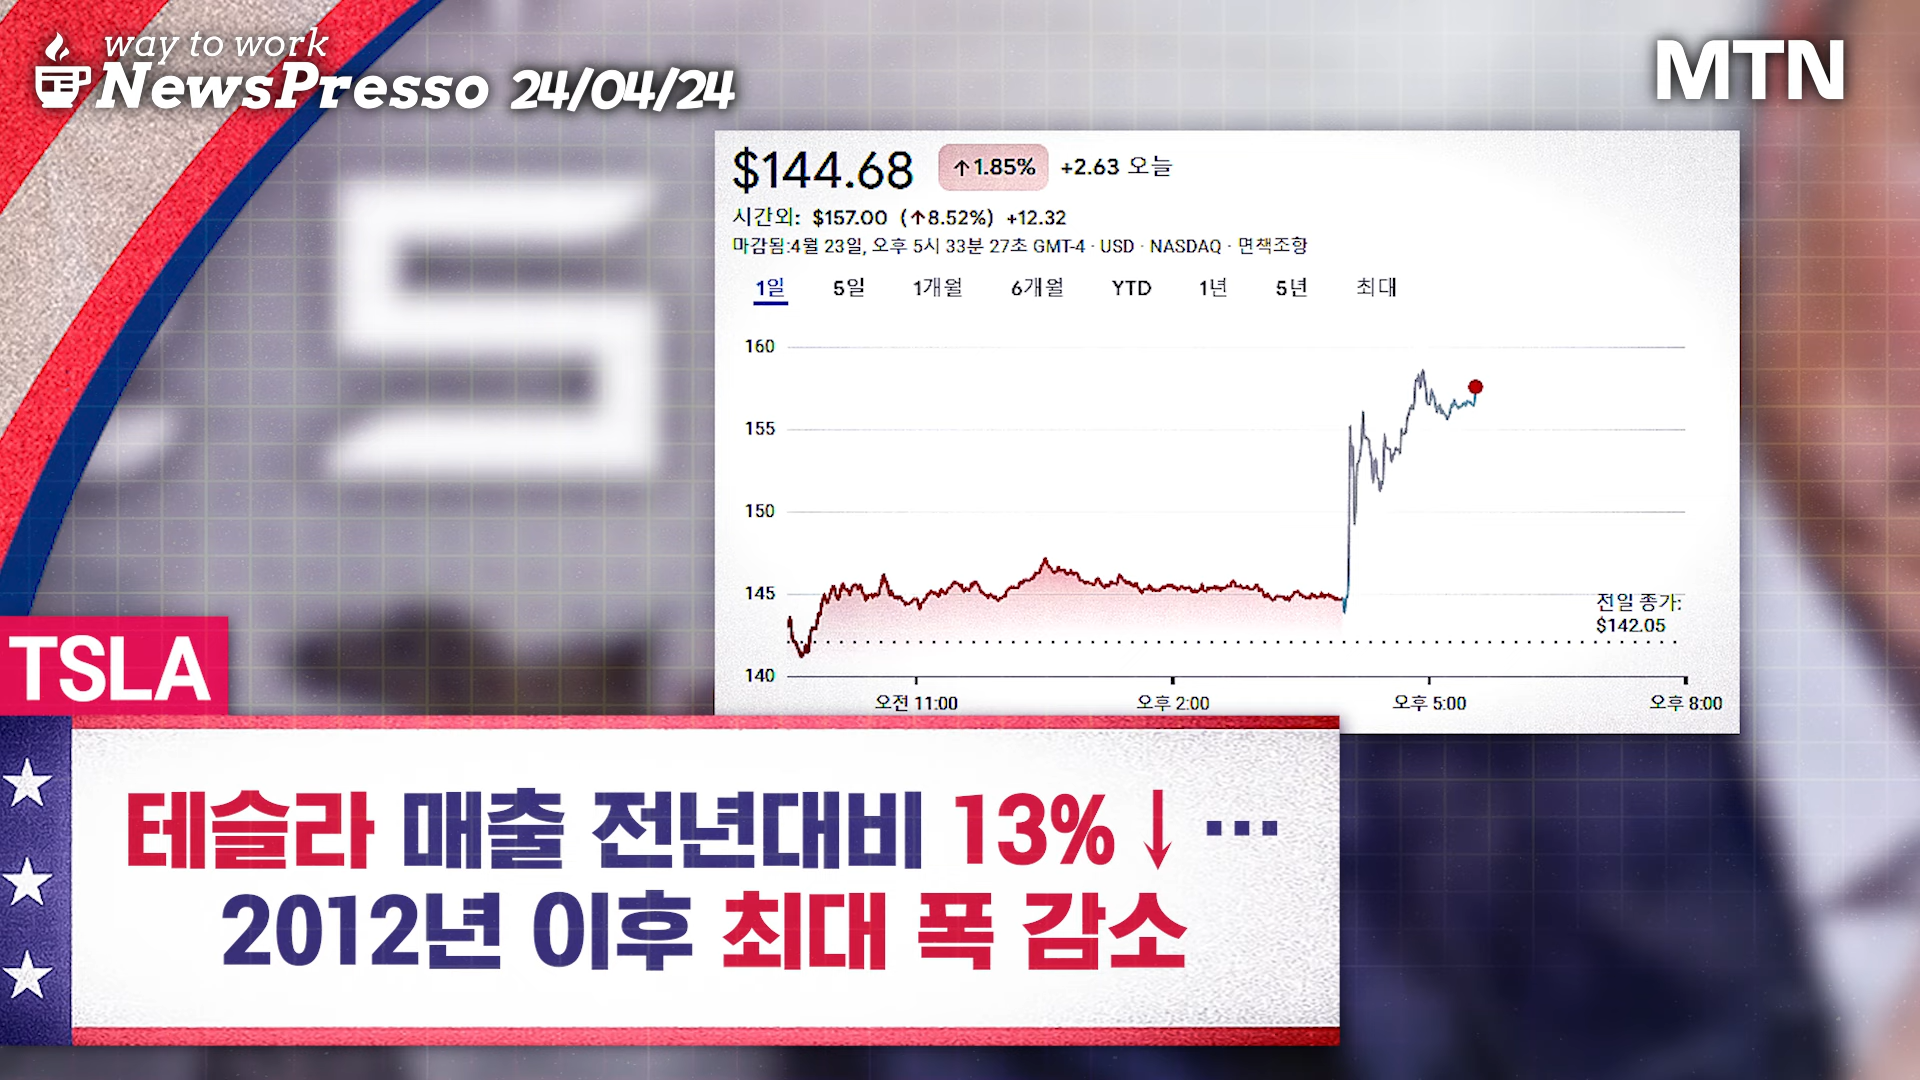 way to work
NewsPresso 24/04/24
MTN
$144.68 ↑1.85% +2.63 오늘
시간외: $157.00 (↑8.52%) +12.32
마감됨:4월 23일, 오후 5시 33분 27초 GMT-4 · USD · NASDAQ · 면책조항
1일 5일 1개월 6개월 YTD 1년 5년 최대
160
155
150
145
전일 종가:
$142.05
140
오전 11:00 오후 2:00 오후 5:00 오후 8:00
TSLA
테슬라 매출 전년대비 13%↓…
2012년 이후 최대 폭 감소